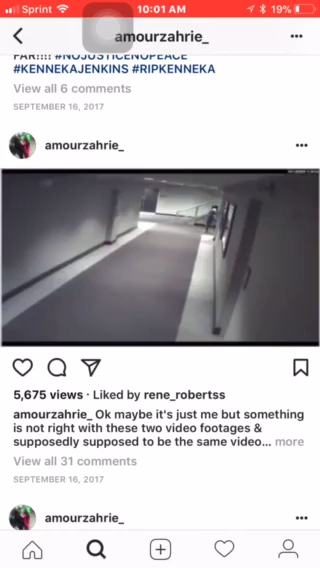 Sprint 10:01 AM 19%
amourzahrie_
FAR!!!! #NOJUSTICENOPEACE
#KENNEKAJENKINS #RIPKENNEKA
View all 6 comments
SEPTEMBER 16, 2017
amourzahrie_
5,675 views · Liked by rene_robertss
amourzahrie_ Ok maybe it's just me but something
is not right with these two video footages &
supposedly supposed to be the same video... more
View all 31 comments
SEPTEMBER 16, 2017
amourzahrie_